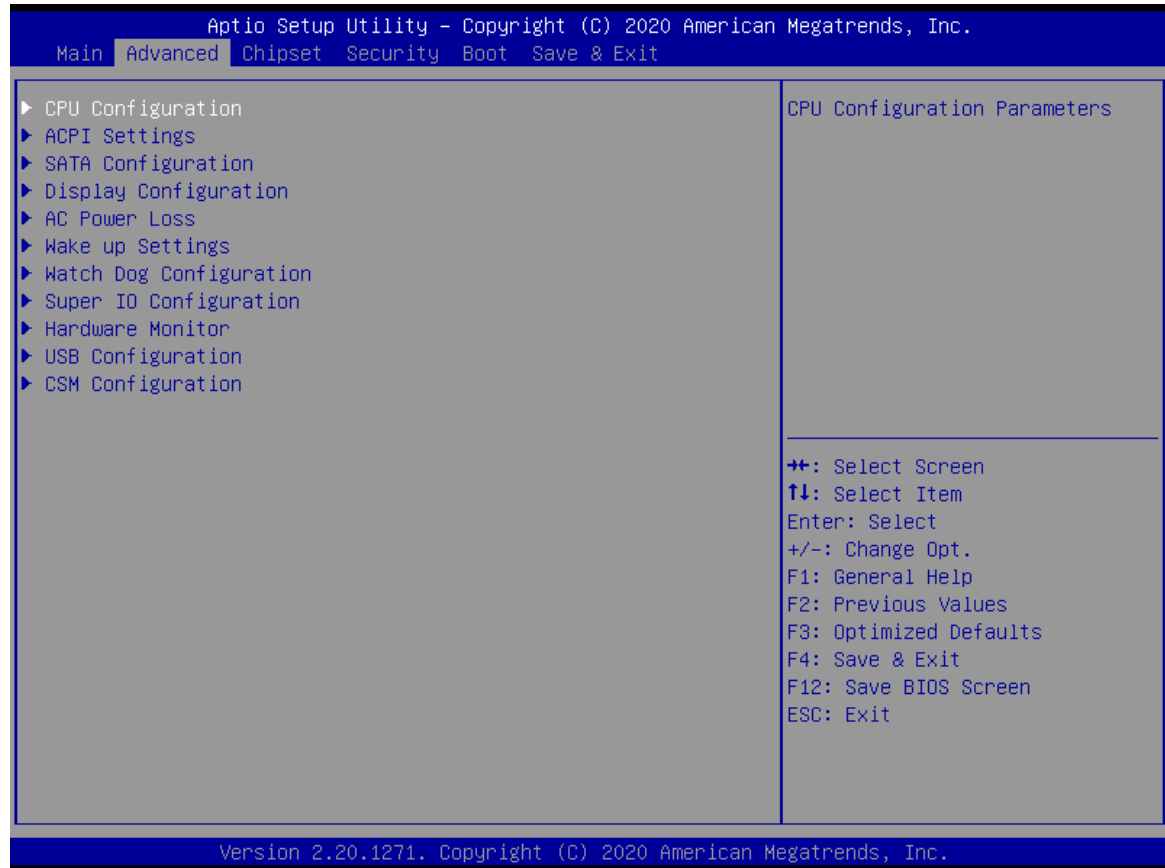 Aptio Setup Utility – Copyright (C) 2020 American Megatrends, Inc.
Main Advanced Chipset Security Boot Save & Exit
▶ CPU Configuration
▶ ACPI Settings
▶ SATA Configuration
▶ Display Configuration
▶ AC Power Loss
▶ Wake up Settings
▶ Watch Dog Configuration
▶ Super IO Configuration
▶ Hardware Monitor
▶ USB Configuration
▶ CSM Configuration
CPU Configuration Parameters
→←: Select Screen
↑↓: Select Item
Enter: Select
+/-: Change Opt.
F1: General Help
F2: Previous Values
F3: Optimized Defaults
F4: Save & Exit
F12: Save BIOS Screen
ESC: Exit
Version 2.20.1271. Copyright (C) 2020 American Megatrends, Inc.